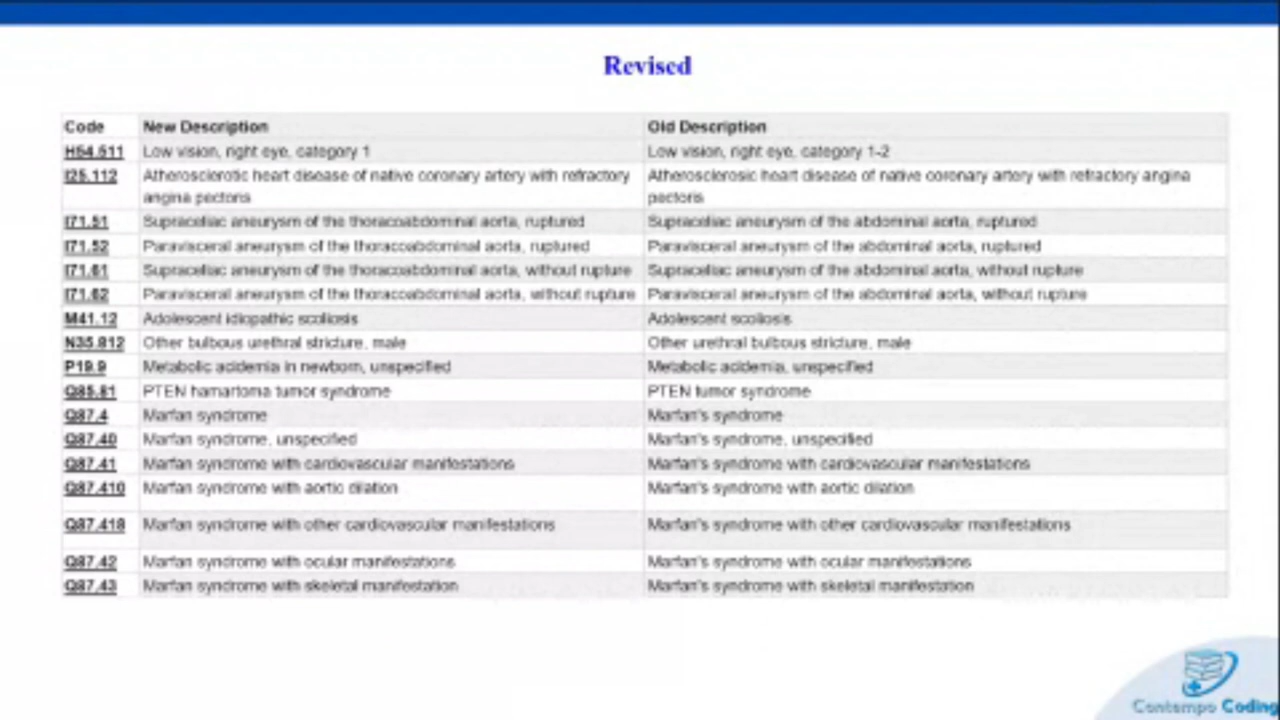 Revised
Code New Description Old Description
H54.511 Low vision, right eye, category 1 Low vision, right eye, category 1-2
I25.112 Atherosclerotic heart disease of native coronary artery with refractory Atherosclerosic heart disease of native coronary artery with refractory angina
angina pectoris pectoris
I71.51 Supraceliac aneurysm of the thoracoabdominal aorta, ruptured Supraceliac aneurysm of the abdominal aorta, ruptured
I71.52 Paravisceral aneurysm of the thoracoabdominal aorta, ruptured Paravisceral aneurysm of the abdominal aorta, ruptured
I71.61 Supraceliac aneurysm of the thoracoabdominal aorta, without rupture Supraceliac aneurysm of the abdominal aorta, without rupture
I71.62 Paravisceral aneurysm of the thoracoabdominal aorta, without rupture Paravisceral aneurysm of the abdominal aorta, without rupture
M41.12 Adolescent idiopathic scoliosis Adolescent scoliosis
N35.812 Other bulbous urethral stricture, male Other urethral bulbous stricture, male
P19.9 Metabolic acidemia in newborn, unspecified Metabolic acidemia, unspecified
Q85.81 PTEN hamartoma tumor syndrome PTEN tumor syndrome
Q87.4 Marfan syndrome Marfan's syndrome
Q87.40 Marfan syndrome, unspecified Marfan's syndrome, unspecified
Q87.41 Marfan syndrome with cardiovascular manifestations Marfan's syndrome with cardiovascular manifestations
Q87.410 Marfan syndrome with aortic dilation Marfan's syndrome with aortic dilation
Q87.418 Marfan syndrome with other cardiovascular manifestations Marfan's syndrome with other cardiovascular manifestations
Q87.42 Marfan syndrome with ocular manifestations Marfan's syndrome with ocular manifestations
Q87.43 Marfan syndrome with skeletal manifestation Marfan's syndrome with skeletal manifestation
Contempo Coding